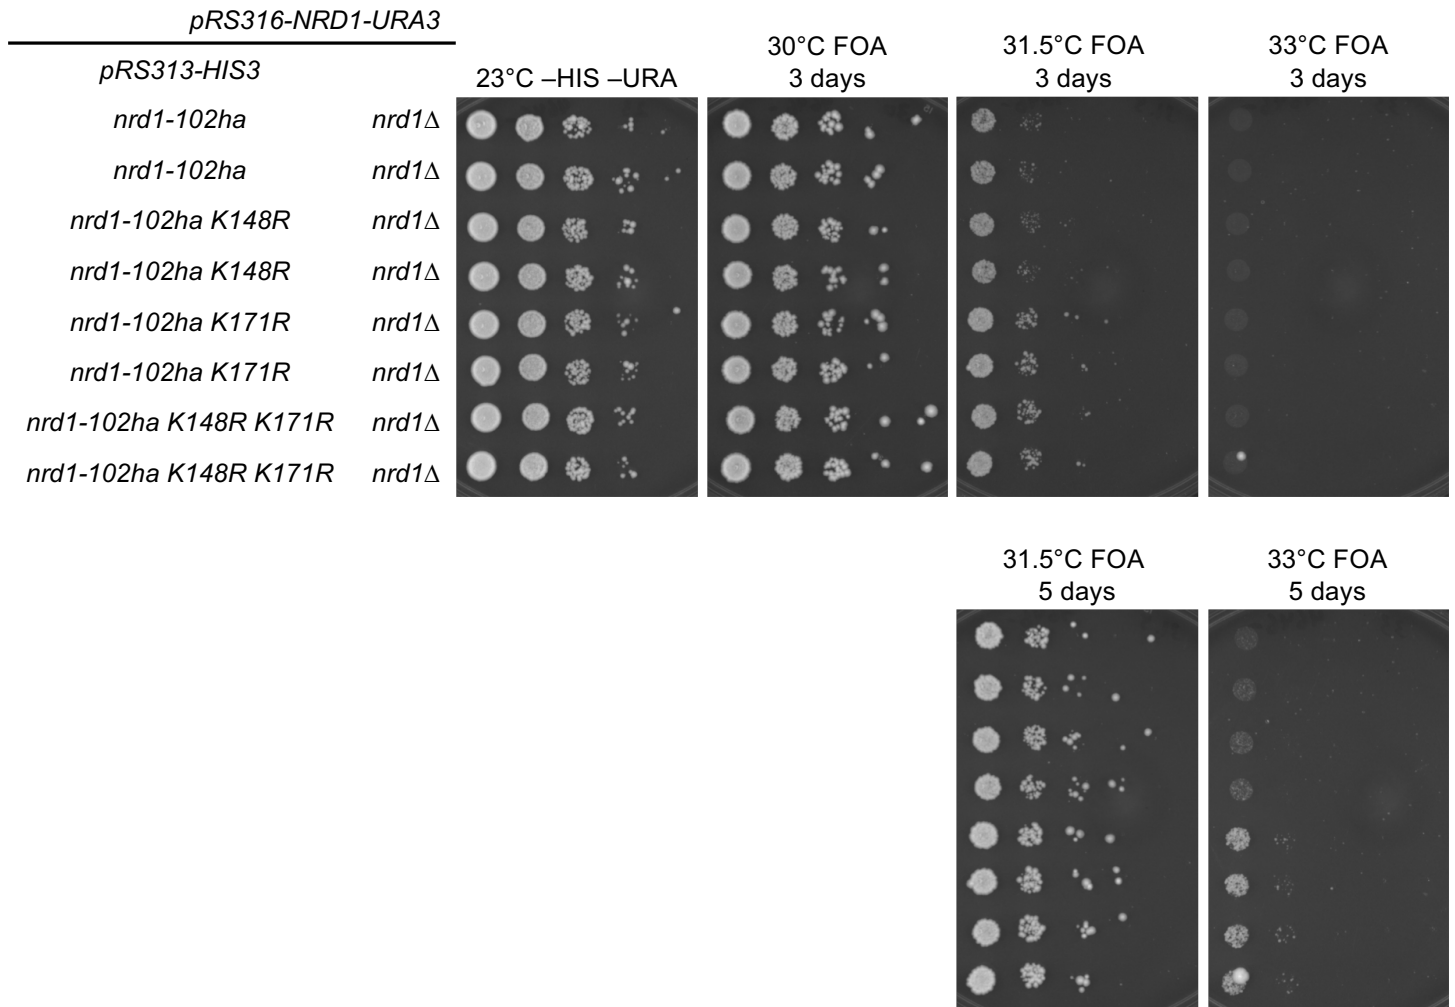 pRS316-NRD1-URA3
pRS313-HIS3
23°C –HIS –URA
30°C FOA
3 days
31.5°C FOA
3 days
33°C FOA
3 days
nrd1-102ha nrd1Δ
nrd1-102ha nrd1Δ
nrd1-102ha K148R nrd1Δ
nrd1-102ha K148R nrd1Δ
nrd1-102ha K171R nrd1Δ
nrd1-102ha K171R nrd1Δ
nrd1-102ha K148R K171R nrd1Δ
nrd1-102ha K148R K171R nrd1Δ
31.5°C FOA
5 days
33°C FOA
5 days